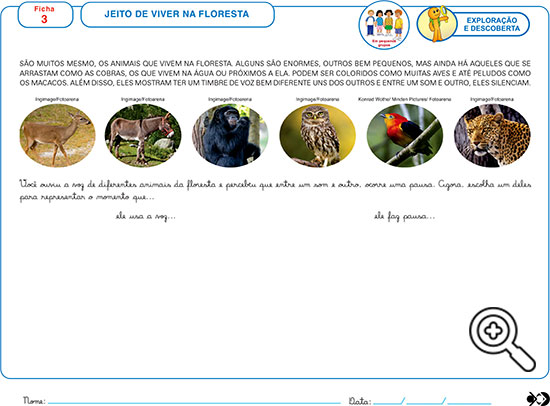 Ficha
3
JEITO DE VIVER NA FLORESTA
Em pequenos
grupos
EXPLORAÇÃO
E DESCOBERTA
SÃO MUITOS MESMO, OS ANIMAIS QUE VIVEM NA FLORESTA. ALGUNS SÃO ENORMES, OUTROS BEM PEQUENOS, MAS AINDA HÁ AQUELES QUE SE
ARRASTAM COMO AS COBRAS, OS QUE VIVEM NA ÁGUA OU PRÓXIMOS A ELA. PODEM SER COLORIDOS COMO MUITAS AVES E ATÉ PELUDOS COMO
OS MACACOS. ALÉM DISSO, ELES MOSTRAM TER UM TIMBRE DE VOZ BEM DIFERENTE UNS DOS OUTROS E ENTRE UM SOM E OUTRO, ELES SILENCIAM.
Ingimage/Fotoarena Ingimage/Fotoarena Ingimage/Fotoarena Ingimage/Fotoarena Konrad Wothe/ Minden Pictures/ Fotoarena Ingimage/Fotoarena
Você ouviu a voz de diferentes animais da floresta e percebeu que entre um som e outro, ocorre uma pausa. Agora, escolha um deles
para representar o momento que...
ele usa a voz... ele faz pausa...
Nome: Data: / /